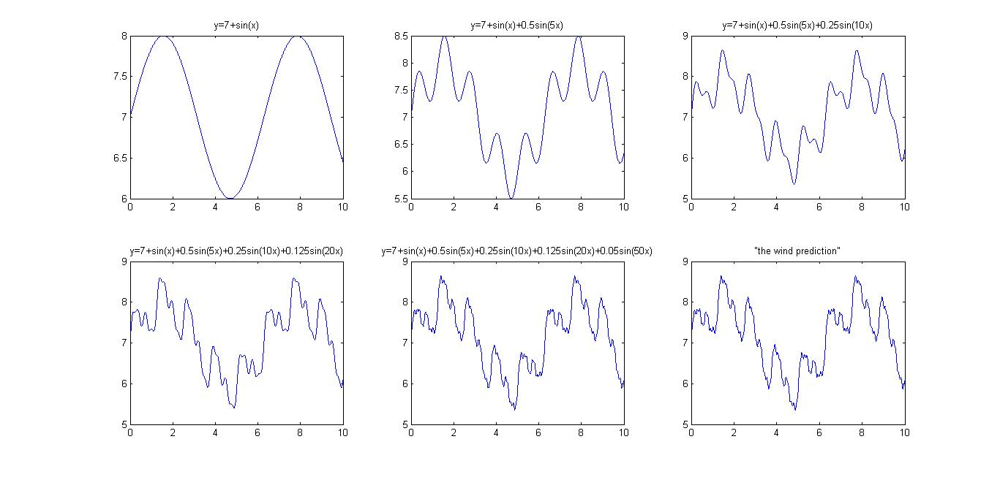 y=7+sin(x)
8
7.5
7
6.5
6
0 2 4 6 8 10
y=7+sin(x)+0.5sin(5x)
8.5
8
7.5
7
6.5
6
5.5
0 2 4 6 8 10
y=7+sin(x)+0.5sin(5x)+0.25sin(10x)
9
8
7
6
5
0 2 4 6 8 10
y=7+sin(x)+0.5sin(5x)+0.25sin(10x)+0.125sin(20x)
9
8
7
6
5
0 2 4 6 8 10
y=7+sin(x)+0.5sin(5x)+0.25sin(10x)+0.125sin(20x)+0.05sin(50x)
9
8
7
6
5
0 2 4 6 8 10
"the wind prediction"
9
8
7
6
5
0 2 4 6 8 10